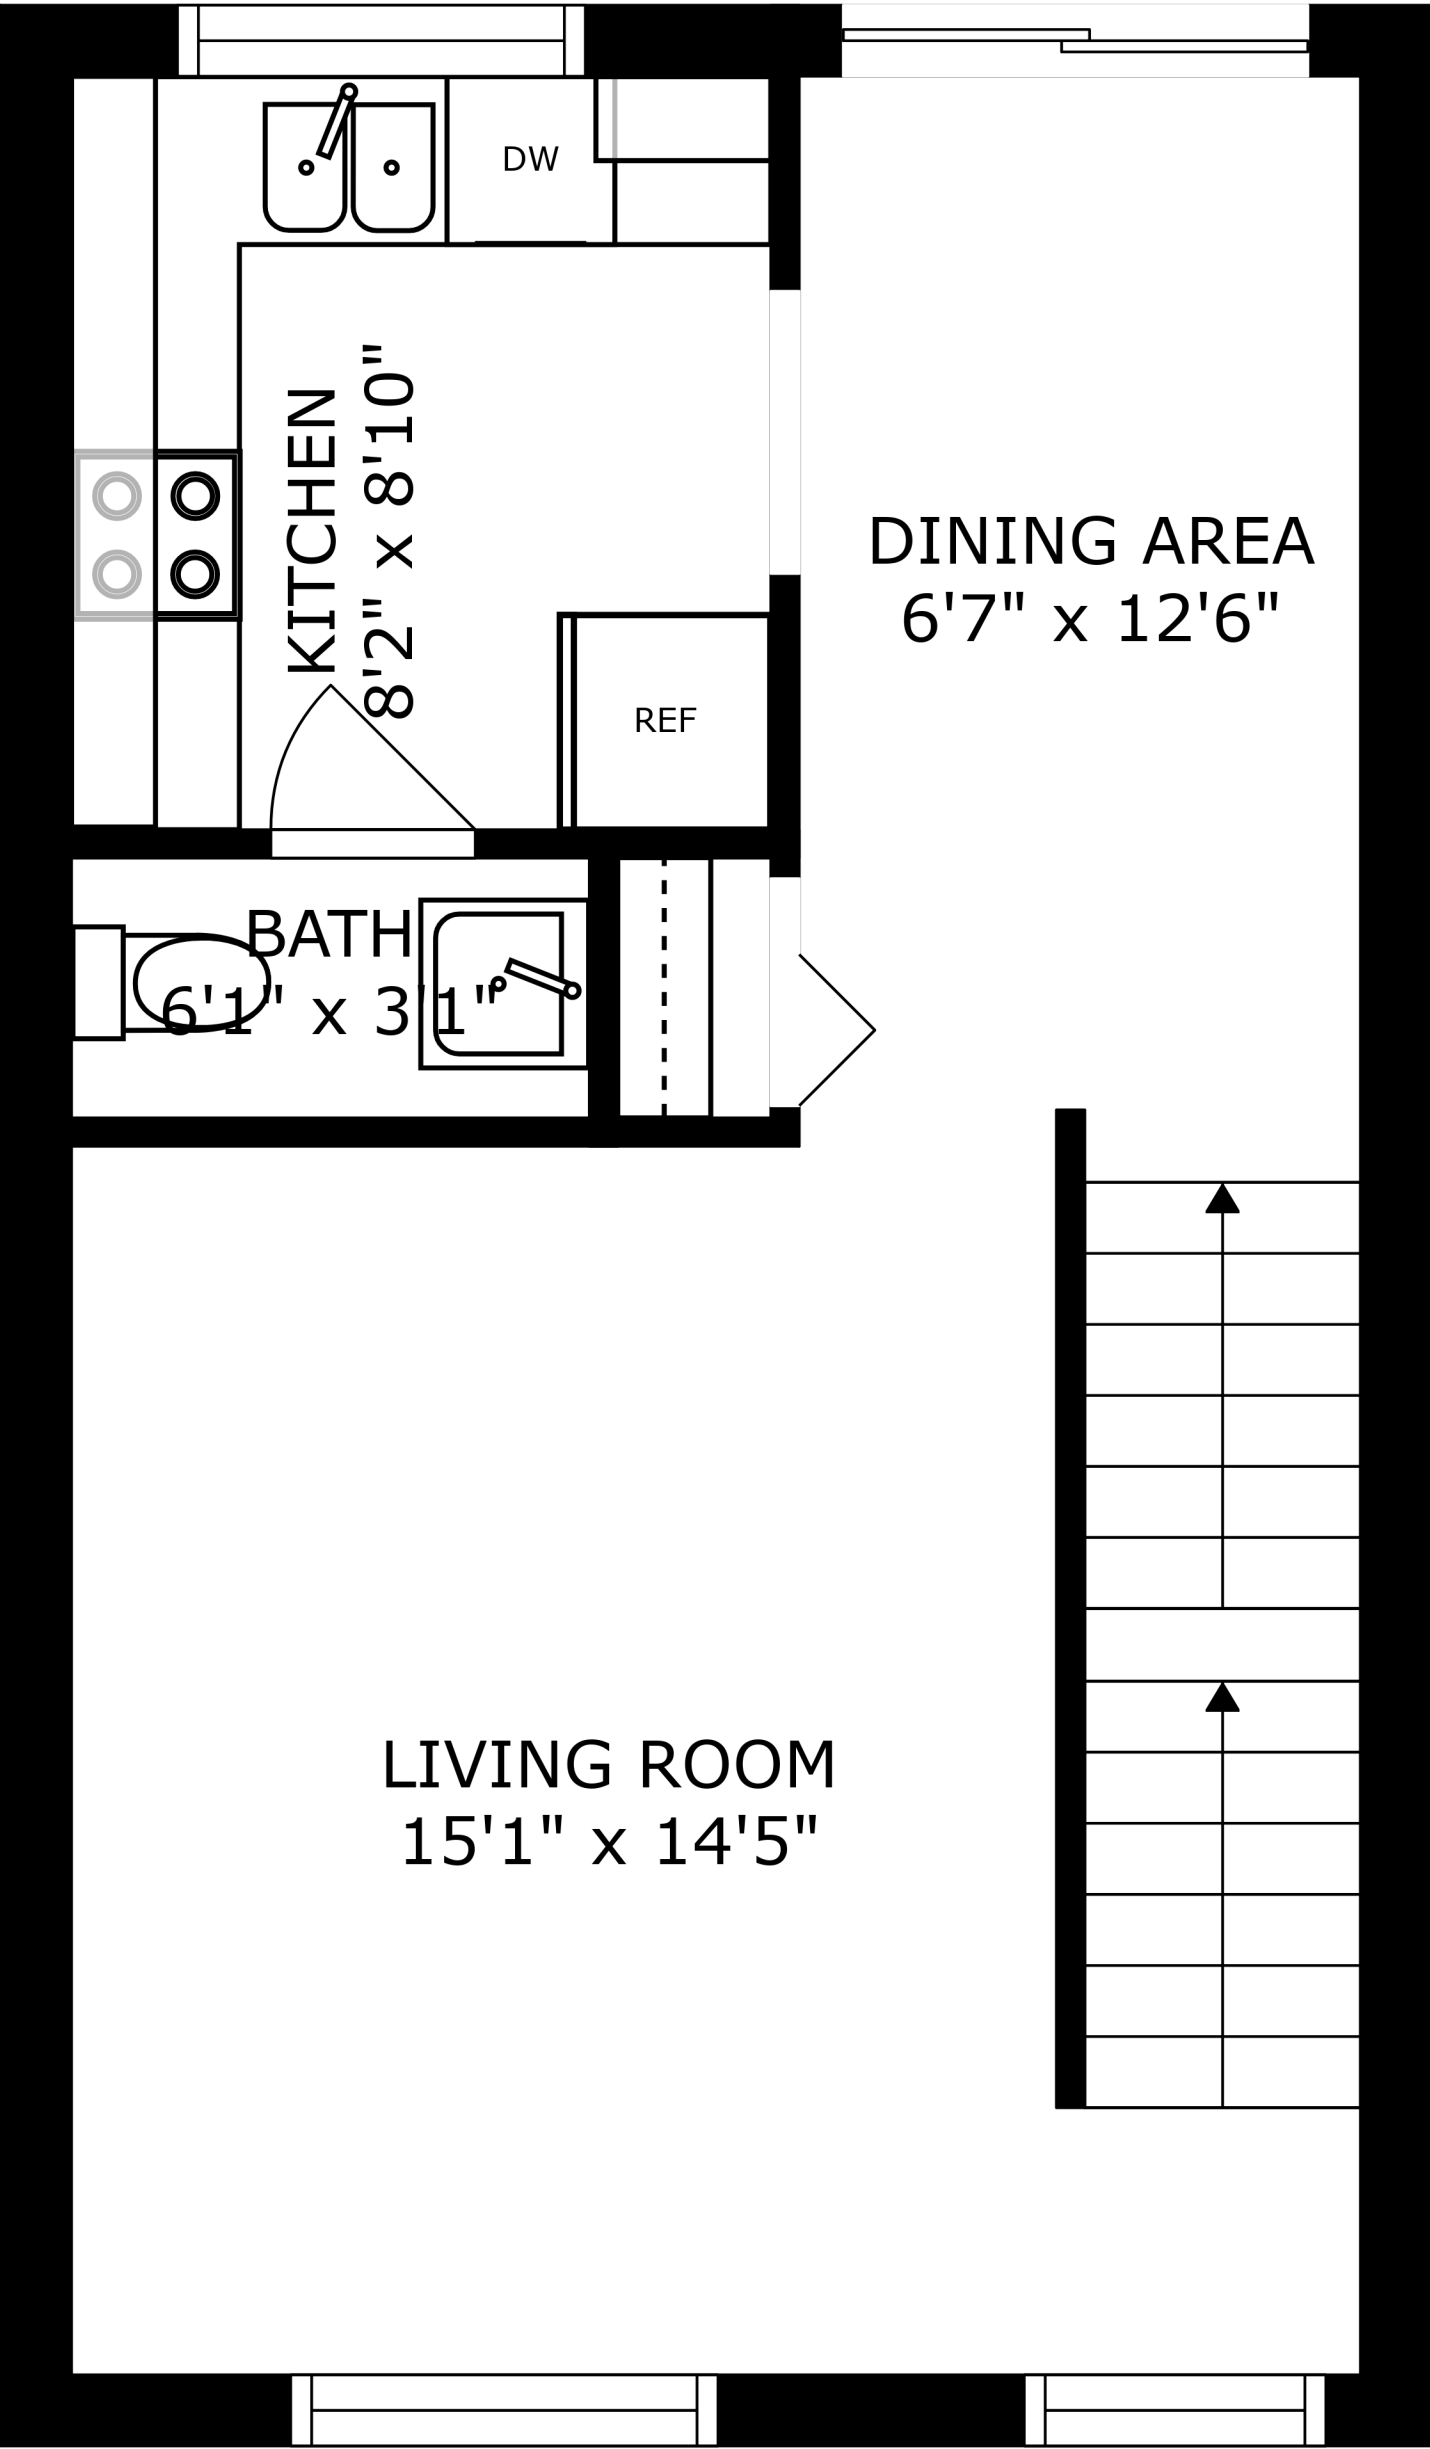 DW
KITCHEN
8'2" x 8'10"
DINING AREA
6'7" x 12'6"
REF
BATH
6'1" x 3'1"
LIVING ROOM
15'1" x 14'5"